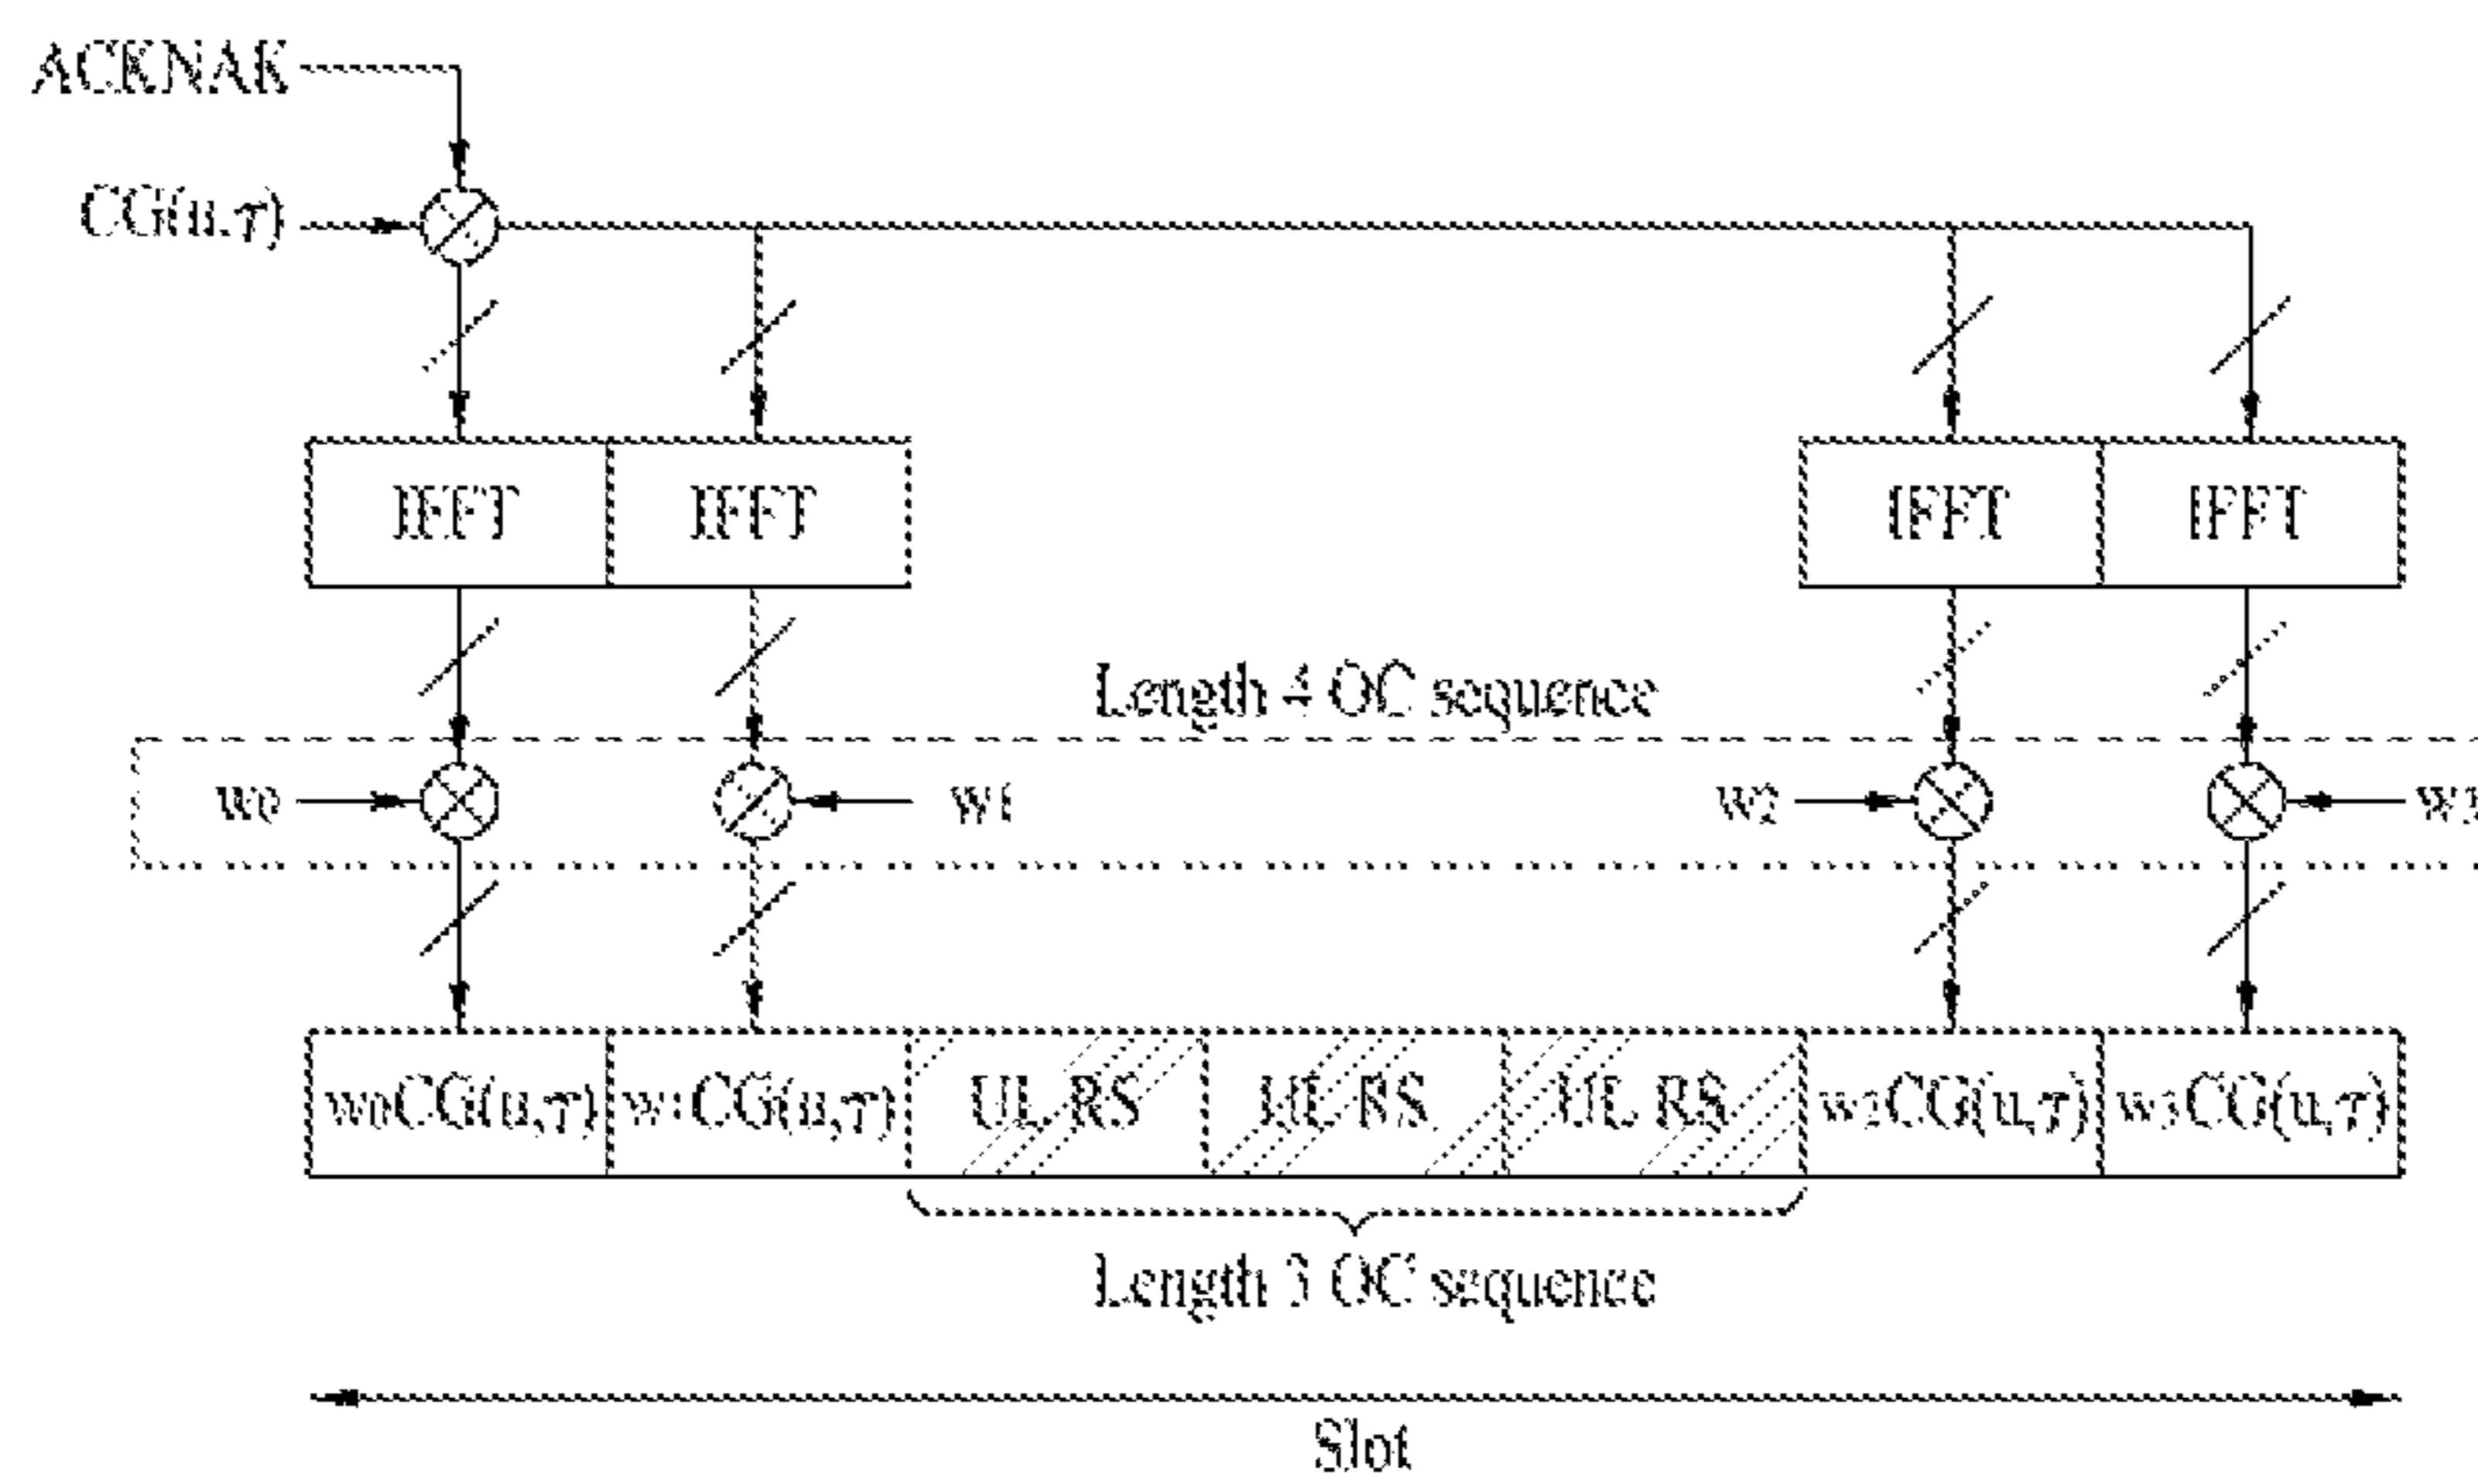 ACKNAK
CG(u,τ)
IFFT IFFT IFFT IFFT
Length 4 OC sequence
w0 w1 w2 w3
w0CG(u,τ) w1CG(u,τ) UL RS UL RS UL RS w2CG(u,τ) w3CG(u,τ)
Length 3 OC sequence
Slot